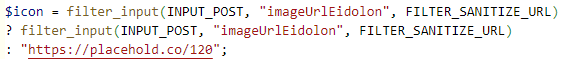 $icon = filter_input(INPUT_POST, "imageUrlEidolon", FILTER_SANITIZE_URL)
? filter_input(INPUT_POST, "imageUrlEidolon", FILTER_SANITIZE_URL)
: "https://placehold.co/120";